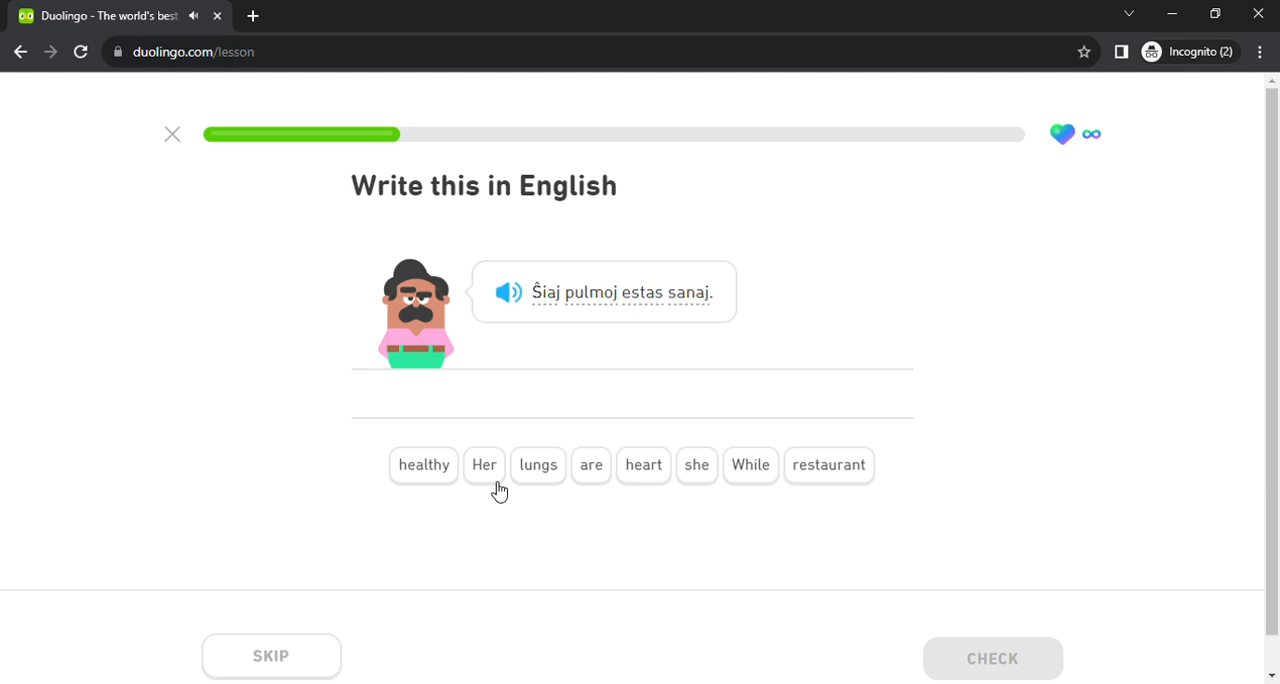 Duolingo - The world's best
duolingo.com/lesson
Incognito (2)
Write this in English
Ŝiaj pulmoj estas sanaj.
healthy Her lungs are heart she While restaurant
SKIP CHECK